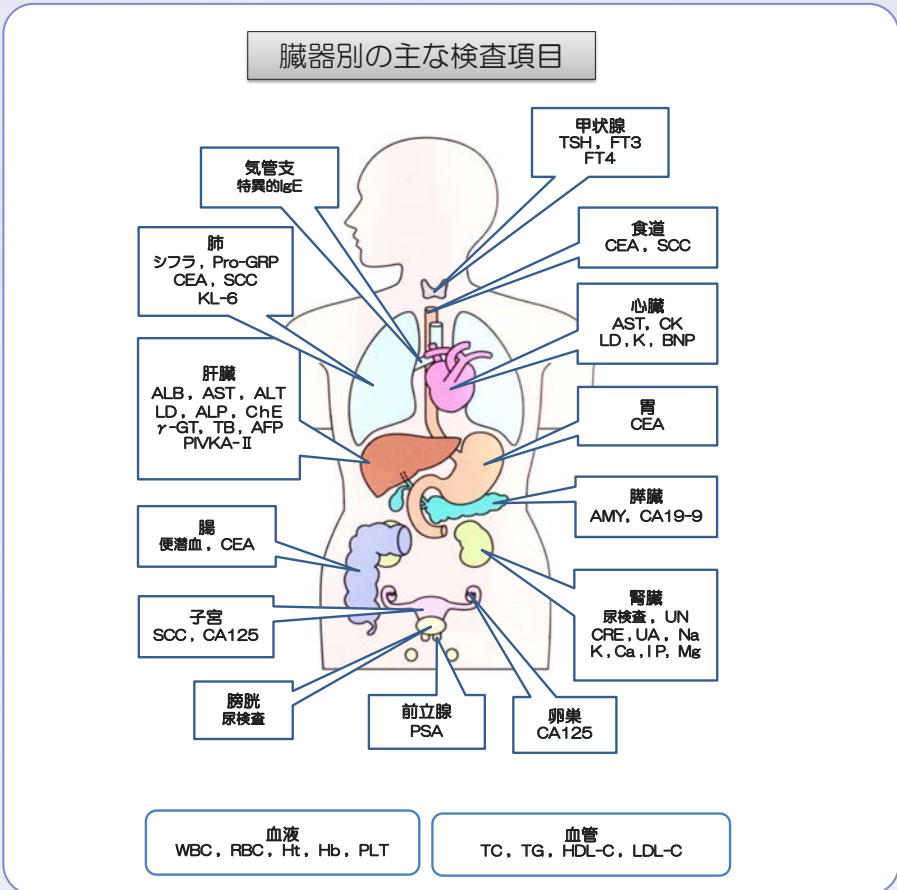 臓器別の主な検査項目
甲状腺
TSH，FT3
FT4
気管支
特異的IgE
食道
CEA，SCC
肺
シフラ，Pro-GRP
CEA，SCC
KL-6
心臓
AST，CK
LD,K，BNP
肝臓
ALB，AST，ALT
LD，ALP，ChE
γ-GT，TB，AFP
PIVKA-Ⅱ
胃
CEA
膵臓
AMY，CA19-9
腸
便潜血，CEA
腎臓
尿検査，UN
CRE,UA，Na
K,Ca,IP，Mg
子宮
SCC，CA125
膀胱
尿検査
前立腺
PSA
卵巣
CA125
血液
WBC，RBC，Ht，Hb，PLT
血管
TC，TG，HDL-C，LDL-C